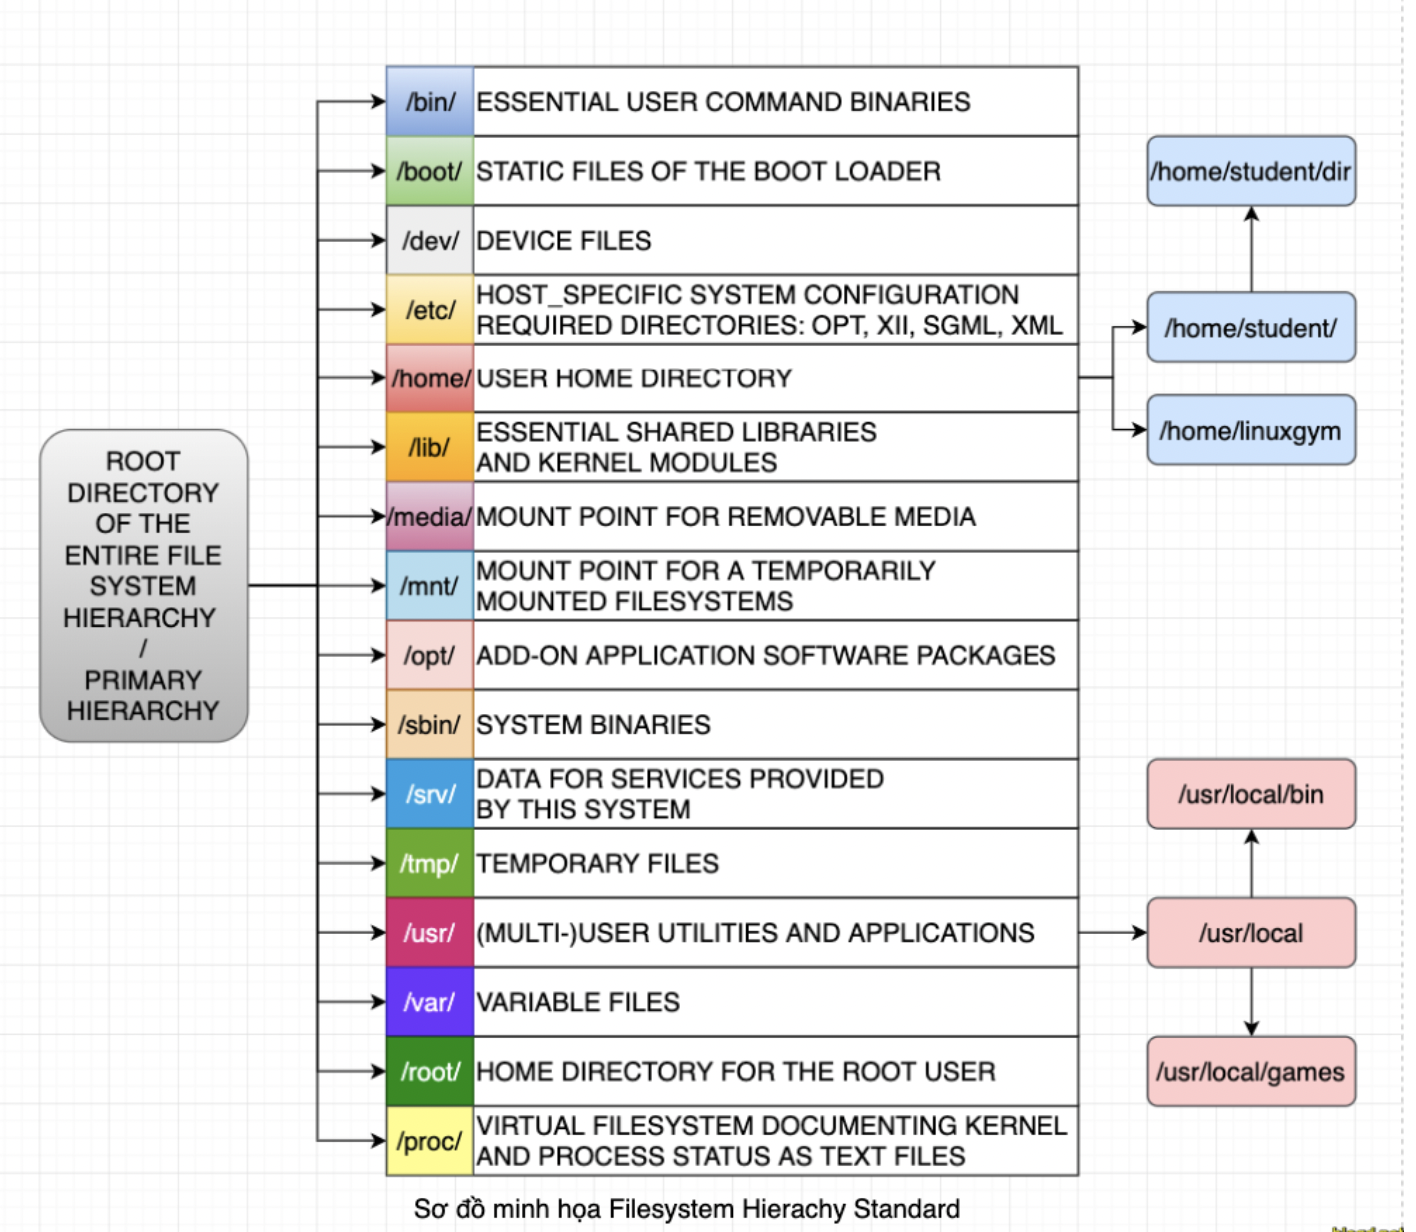 ROOT
DIRECTORY
OF THE
ENTIRE FILE
SYSTEM
HIERARCHY
/
PRIMARY
HIERARCHY
/bin/ ESSENTIAL USER COMMAND BINARIES
/boot/ STATIC FILES OF THE BOOT LOADER
/dev/ DEVICE FILES
/etc/ HOST_SPECIFIC SYSTEM CONFIGURATION
REQUIRED DIRECTORIES: OPT, XII, SGML, XML
/home/ USER HOME DIRECTORY
/lib/ ESSENTIAL SHARED LIBRARIES
AND KERNEL MODULES
/media/ MOUNT POINT FOR REMOVABLE MEDIA
/mnt/ MOUNT POINT FOR A TEMPORARILY
MOUNTED FILESYSTEMS
/opt/ ADD-ON APPLICATION SOFTWARE PACKAGES
/sbin/ SYSTEM BINARIES
/srv/ DATA FOR SERVICES PROVIDED
BY THIS SYSTEM
/tmp/ TEMPORARY FILES
/usr/ (MULTI-)USER UTILITIES AND APPLICATIONS
/var/ VARIABLE FILES
/root/ HOME DIRECTORY FOR THE ROOT USER
/proc/ VIRTUAL FILESYSTEM DOCUMENTING KERNEL
AND PROCESS STATUS AS TEXT FILES
/home/student/dir
/home/student/
/home/linuxgym
/usr/local/bin
/usr/local
/usr/local/games
Sơ đồ minh họa Filesystem Hierachy Standard